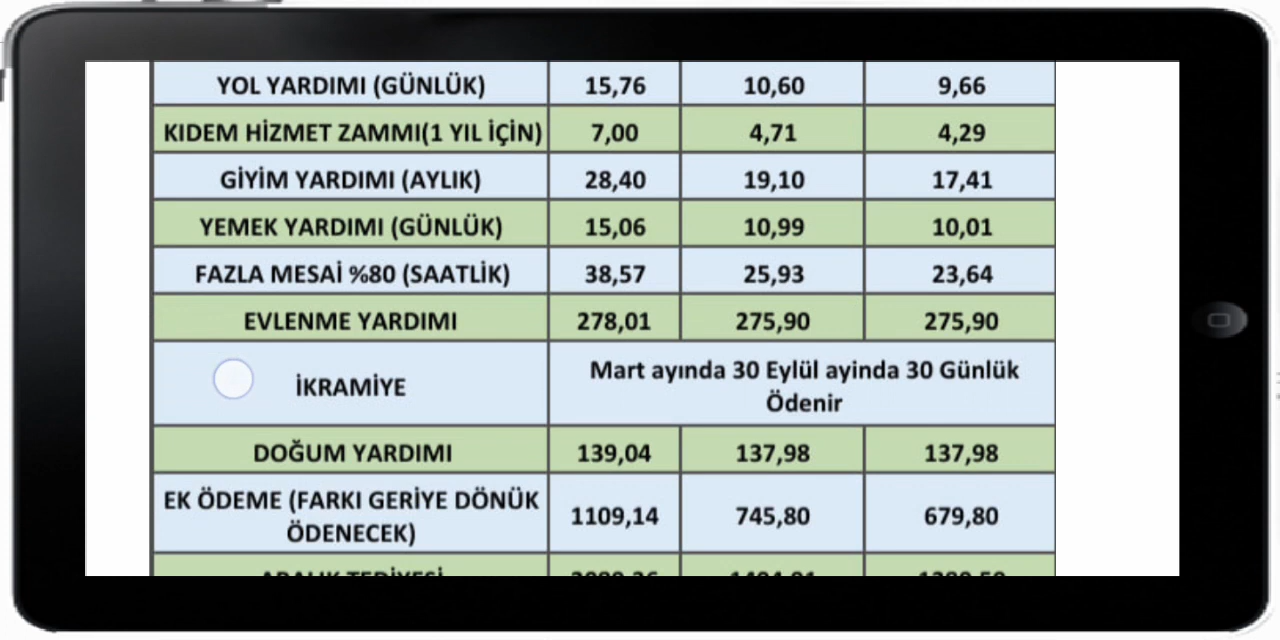 YOL YARDIMI (GÜNLÜK) 15,76 10,60 9,66
KIDEM HİZMET ZAMMI(1 YIL İÇİN) 7,00 4,71 4,29
GİYİM YARDIMI (AYLIK) 28,40 19,10 17,41
YEMEK YARDIMI (GÜNLÜK) 15,06 10,99 10,01
FAZLA MESAİ %80 (SAATLİK) 38,57 25,93 23,64
EVLENME YARDIMI 278,01 275,90 275,90
İKRAMİYE Mart ayında 30 Eylül ayinda 30 Günlük
Ödenir
DOĞUM YARDIMI 139,04 137,98 137,98
EK ÖDEME (FARKI GERİYE DÖNÜK
ÖDENECEK) 1109,14 745,80 679,80
ARALIK TEDİYESİ